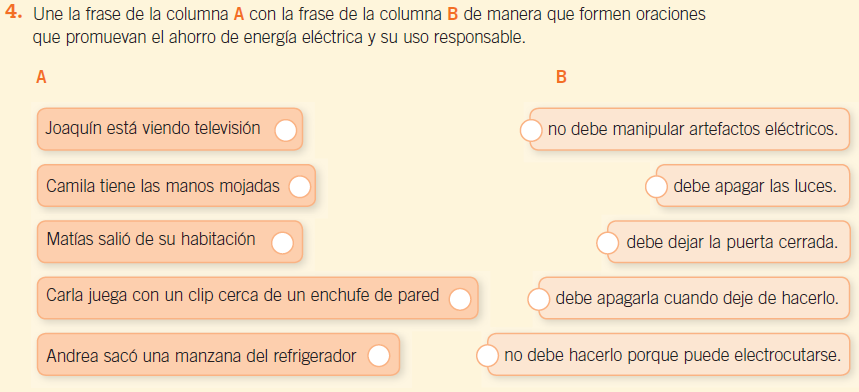 4. Une la frase de la columna A con la frase de la columna B de manera que formen oraciones
que promuevan el ahorro de energía eléctrica y su uso responsable.
A
B
Joaquín está viendo televisión
no debe manipular artefactos eléctricos.
Camila tiene las manos mojadas
debe apagar las luces.
Matías salió de su habitación
debe dejar la puerta cerrada.
Carla juega con un clip cerca de un enchufe de pared
debe apagarla cuando deje de hacerlo.
Andrea sacó una manzana del refrigerador
no debe hacerlo porque puede electrocutarse.